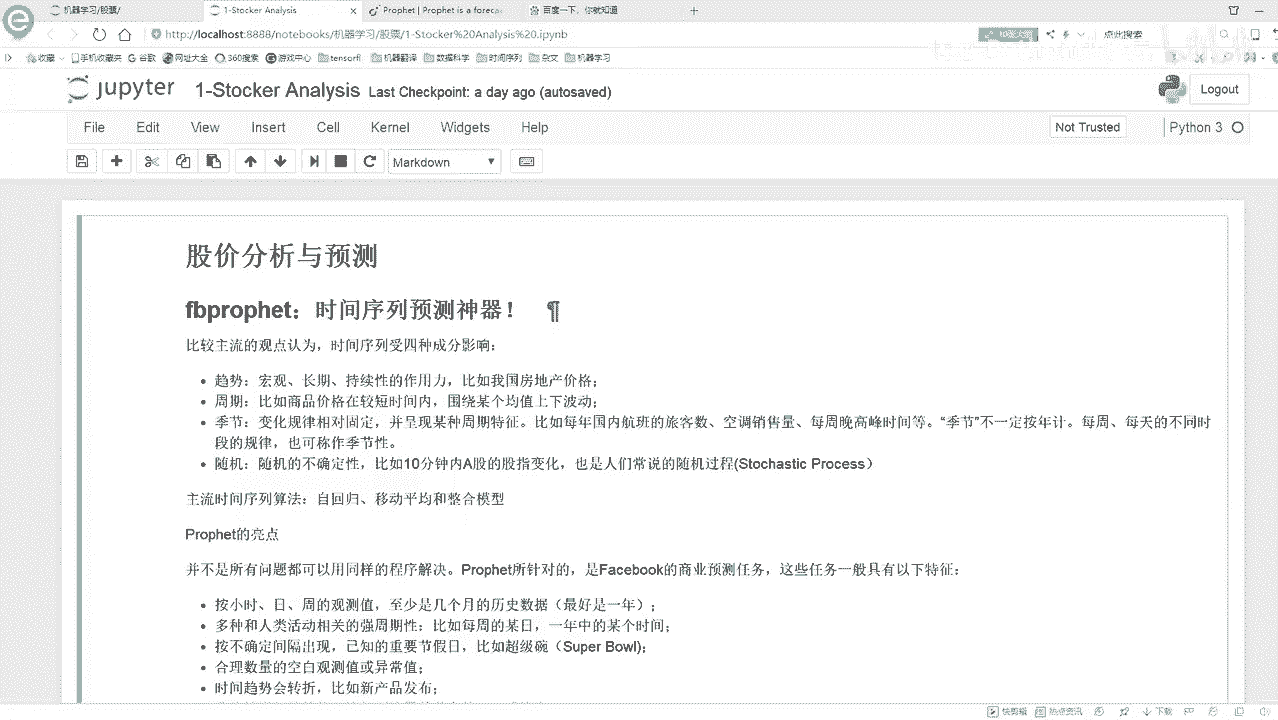 机器学习/股票/
1-Stocker Analysis
Prophet | Prophet is a foreca
百度一下，你就知道
http://localhost:8888/notebooks/机器学习/股票/1-Stocker%20Analysis%20.ipynb
点此搜索
收藏 手机收藏夹 谷歌 网址大全 360搜索 游戏中心 tensorfl 机器翻译 数据科学 时间序列 杂文 机器学习
jupyter 1-Stocker Analysis Last Checkpoint: a day ago (autosaved)
Logout
File Edit View Insert Cell Kernel Widgets Help
Not Trusted
Python 3
Markdown
股价分析与预测
fbprophet：时间序列预测神器！ ¶
比较主流的观点认为，时间序列受四种成分影响：
趋势：宏观、长期、持续性的作用力，比如我国房地产价格；
周期：比如商品价格在较短时间内，围绕某个均值上下波动；
季节：变化规律相对固定，并呈现某种周期特征。比如每年国内航班的旅客数、空调销售量、每周晚高峰时间等。“季节”不一定按年计。每周、每天的不同时
段的规律，也可称作季节性。
随机：随机的不确定性，比如10分钟内A股的股指变化，也是人们常说的随机过程(Stochastic Process）
主流时间序列算法：自回归、移动平均和整合模型
Prophet的亮点
并不是所有问题都可以用同样的程序解决。Prophet所针对的，是Facebook的商业预测任务，这些任务一般具有以下特征：
按小时、日、周的观测值，至少是几个月的历史数据（最好是一年）；
多种和人类活动相关的强周期性：比如每周的某日，一年中的某个时间；
按不确定间隔出现，已知的重要节假日，比如超级碗（Super Bowl)；
合理数量的空白观测值或异常值；
时间趋势会转折，比如新产品发布；
快剪辑 热点资讯 下载